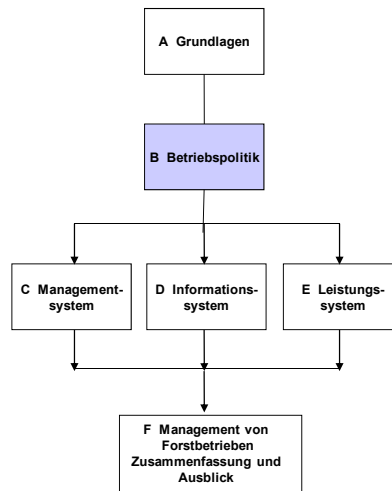 A Grundlagen
B Betriebspolitik
C Management-
system
D Informations-
system
E Leistungs-
system
F Management von
Forstbetrieben
Zusammenfassung und
Ausblick